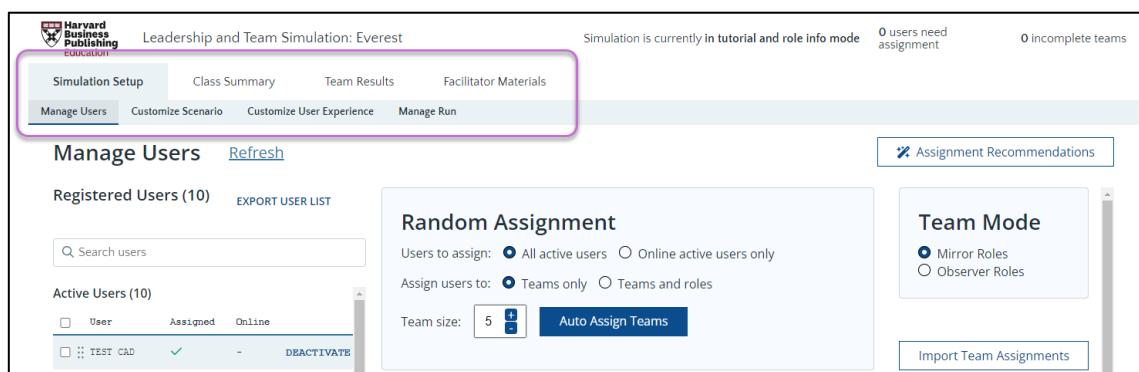 Harvard
Business
Publishing
Education
Leadership and Team Simulation: Everest
Simulation is currently in tutorial and role info mode
0 users need
assignment
0 incomplete teams
Simulation Setup Class Summary Team Results Facilitator Materials
Manage Users Customize Scenario Customize User Experience Manage Run
Manage Users Refresh
Assignment Recommendations
Registered Users (10) EXPORT USER LIST
Search users
Active Users (10)
User Assigned Online
TEST CAD - DEACTIVATE
Random Assignment
Users to assign: All active users Online active users only
Assign users to: Teams only Teams and roles
Team size: 5 + - Auto Assign Teams
Team Mode
Mirror Roles
Observer Roles
Import Team Assignments